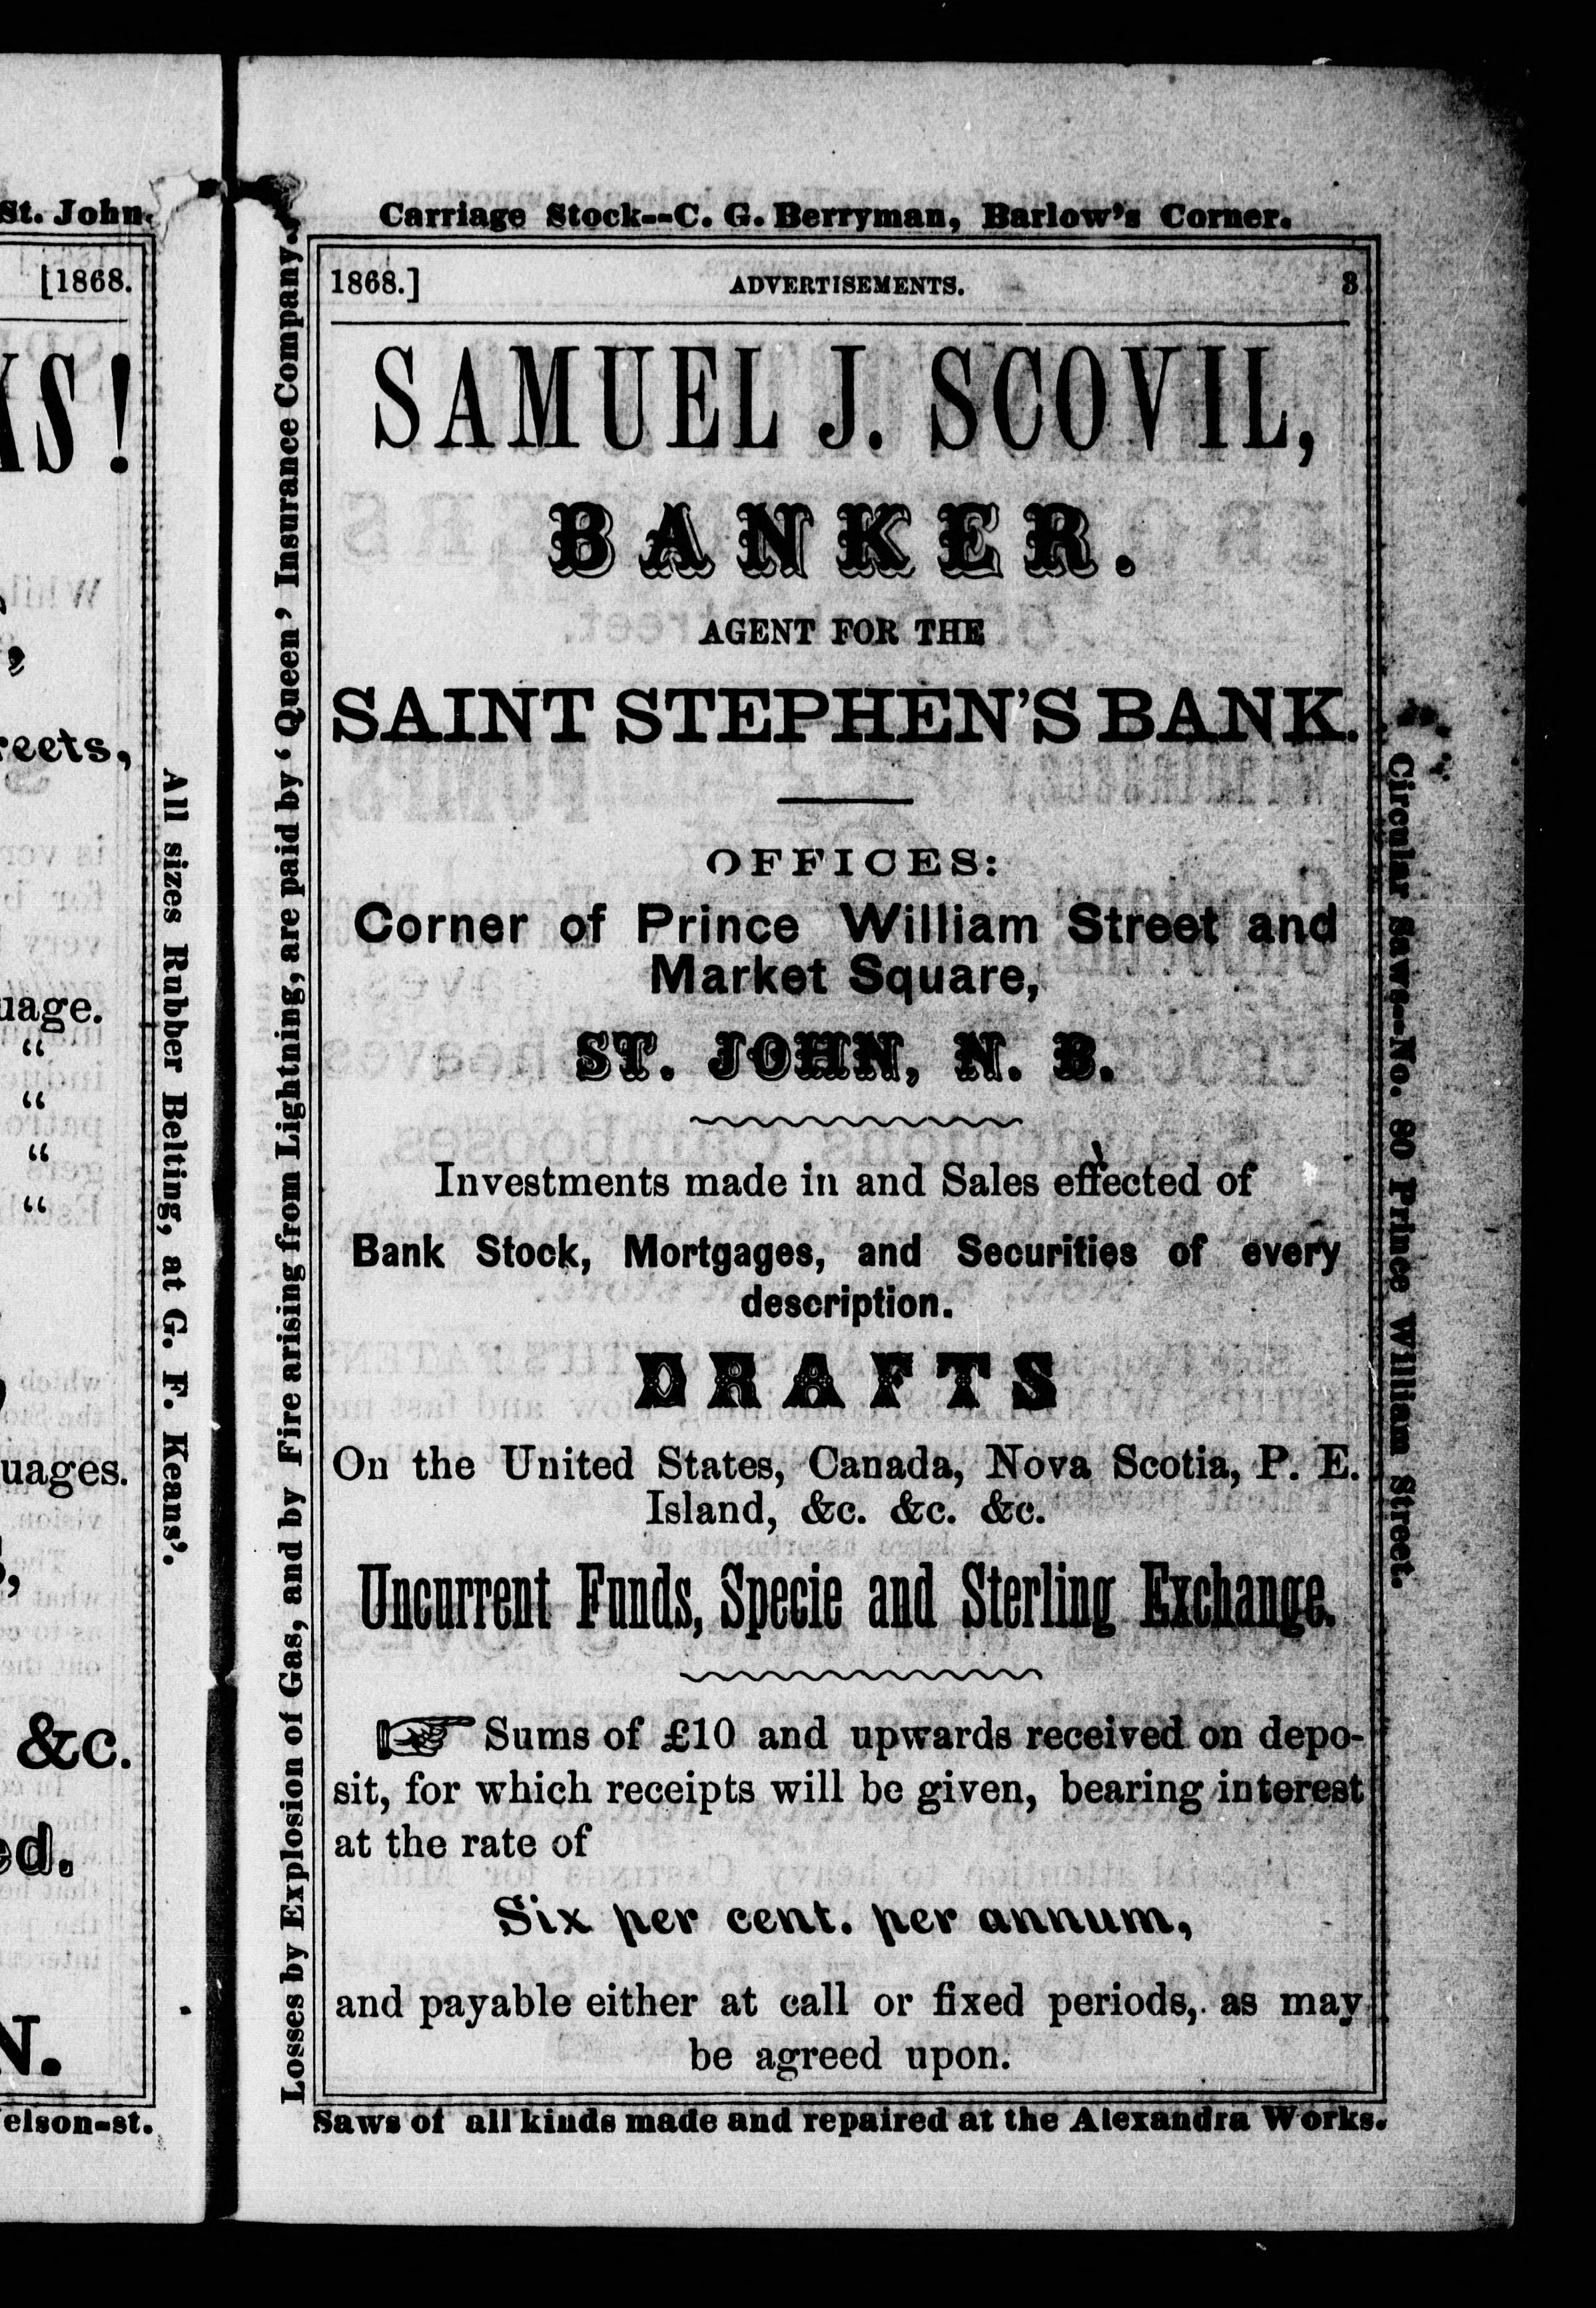 St. John.
[1868.
KS!
reets,
uage.
“
“
“
“
uages.
&c.
ed.
N.
elson-st.
All sizes Rubber Belting, at G. F. Keans'.
Losses by Explosion of Gas, and by Fire arising from Lightning, are paid by ‘Queen’ Insurance Company.
Carriage Stock--C. G. Berryman, Barlow's Corner.
1868.] ADVERTISEMENTS. 3
SAMUEL J. SCOVIL,
BANKER.
AGENT FOR THE
SAINT STEPHEN'S BANK.
OFFICES:
Corner of Prince William Street and
Market Square,
ST. JOHN, N. B.
Investments made in and Sales effected of
Bank Stock, Mortgages, and Securities of every
description.
DRAFTS
On the United States, Canada, Nova Scotia, P. E.
Island, &c. &c. &c.
Uncurrent Funds, Specie and Sterling Exchange.
☞ Sums of £10 and upwards received on depo-
sit, for which receipts will be given, bearing interest
at the rate of
Six per cent. per annum,
and payable either at call or fixed periods, as may
be agreed upon.
Saws of all kinds made and repaired at the Alexandra Works.
Circular Saws--No. 80 Prince William Street.